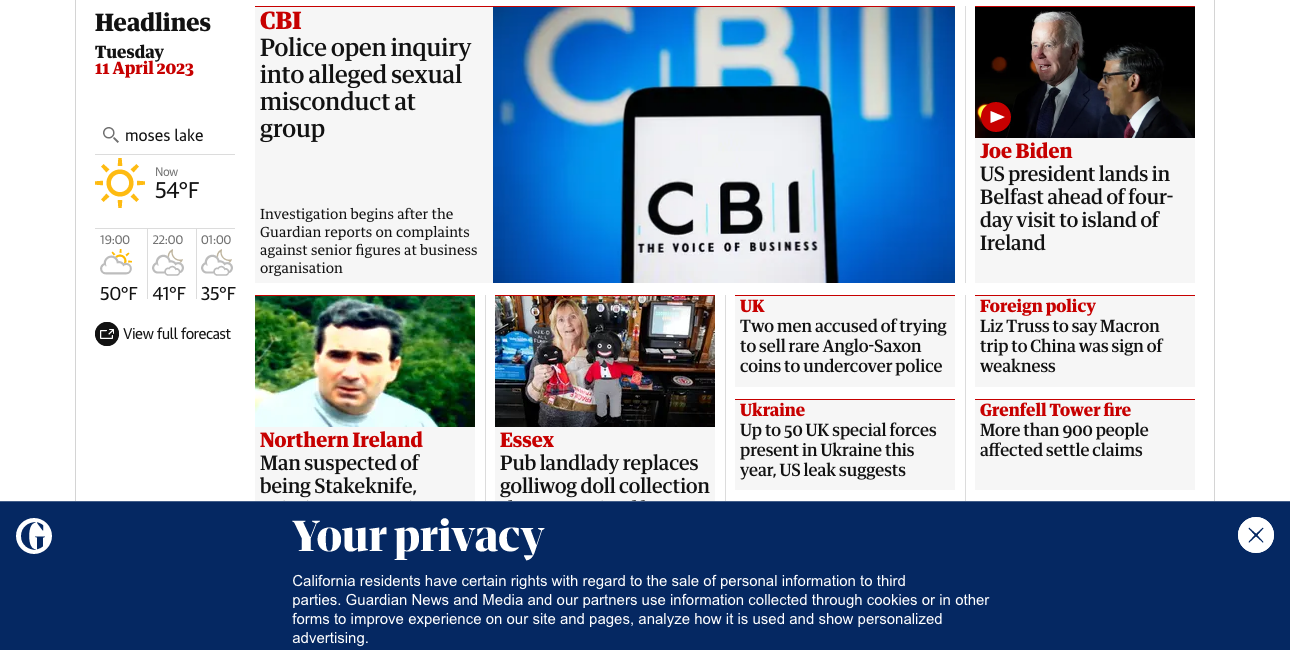 Headlines
Tuesday
11 April 2023
moses lake
Now
54°F
19:00
22:00
01:00
50°F
41°F
35°F
View full forecast
CBI
Police open inquiry
into alleged sexual
misconduct at
group
Investigation begins after the
Guardian reports on complaints
against senior figures at business
organisation
CBI
CBI
THE VOICE OF BUSINESS
Joe Biden
US president lands in
Belfast ahead of four-
day visit to island of
Ireland
Northern Ireland
Man suspected of
being Stakeknife,
Essex
Pub landlady replaces
golliwog doll collection
UK
Two men accused of trying
to sell rare Anglo-Saxon
coins to undercover police
Foreign policy
Liz Truss to say Macron
trip to China was sign of
weakness
Ukraine
Up to 50 UK special forces
present in Ukraine this
year, US leak suggests
Grenfell Tower fire
More than 900 people
affected settle claims
G
Your privacy
California residents have certain rights with regard to the sale of personal information to third
parties. Guardian News and Media and our partners use information collected through cookies or in other
forms to improve experience on our site and pages, analyze how it is used and show personalized
advertising.